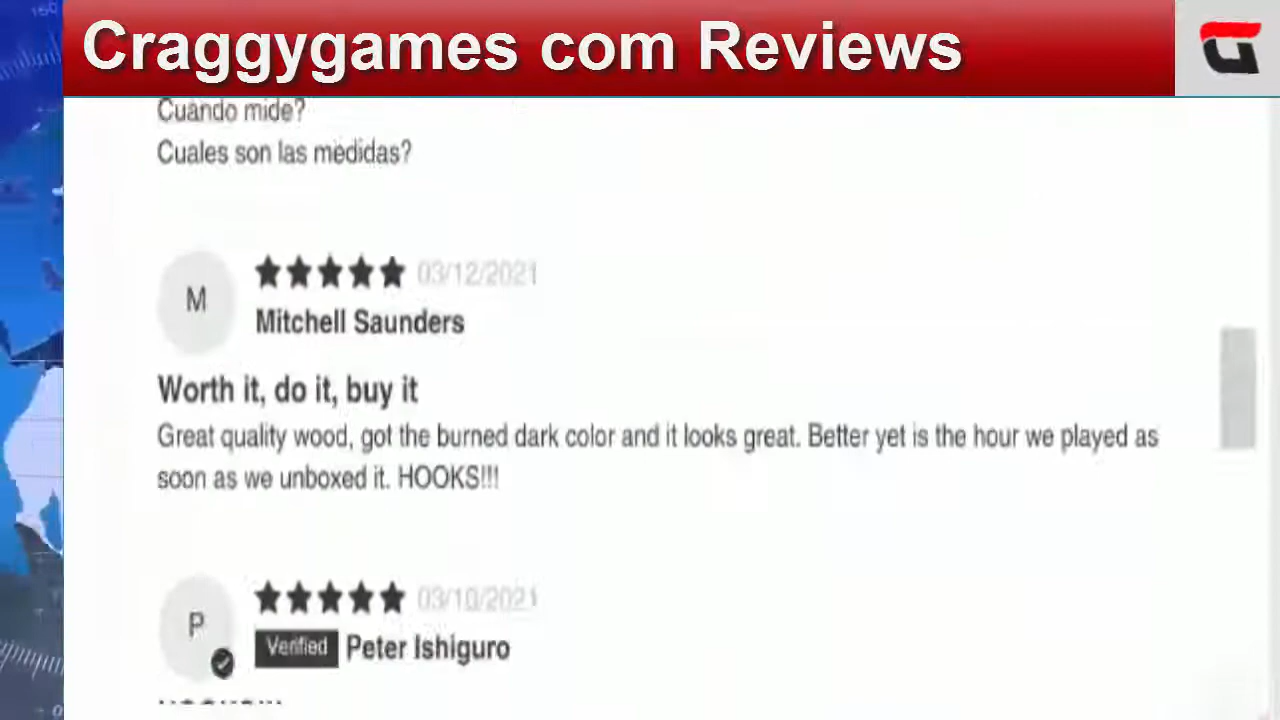 Craggygames com Reviews
Cuándo mide?
Cuales son las medidas?
M
03/12/2021
Mitchell Saunders
Worth it, do it, buy it
Great quality wood, got the burned dark color and it looks great. Better yet is the hour we played as
soon as we unboxed it. HOOKS!!!
P
03/10/2021
Verified Peter Ishiguro